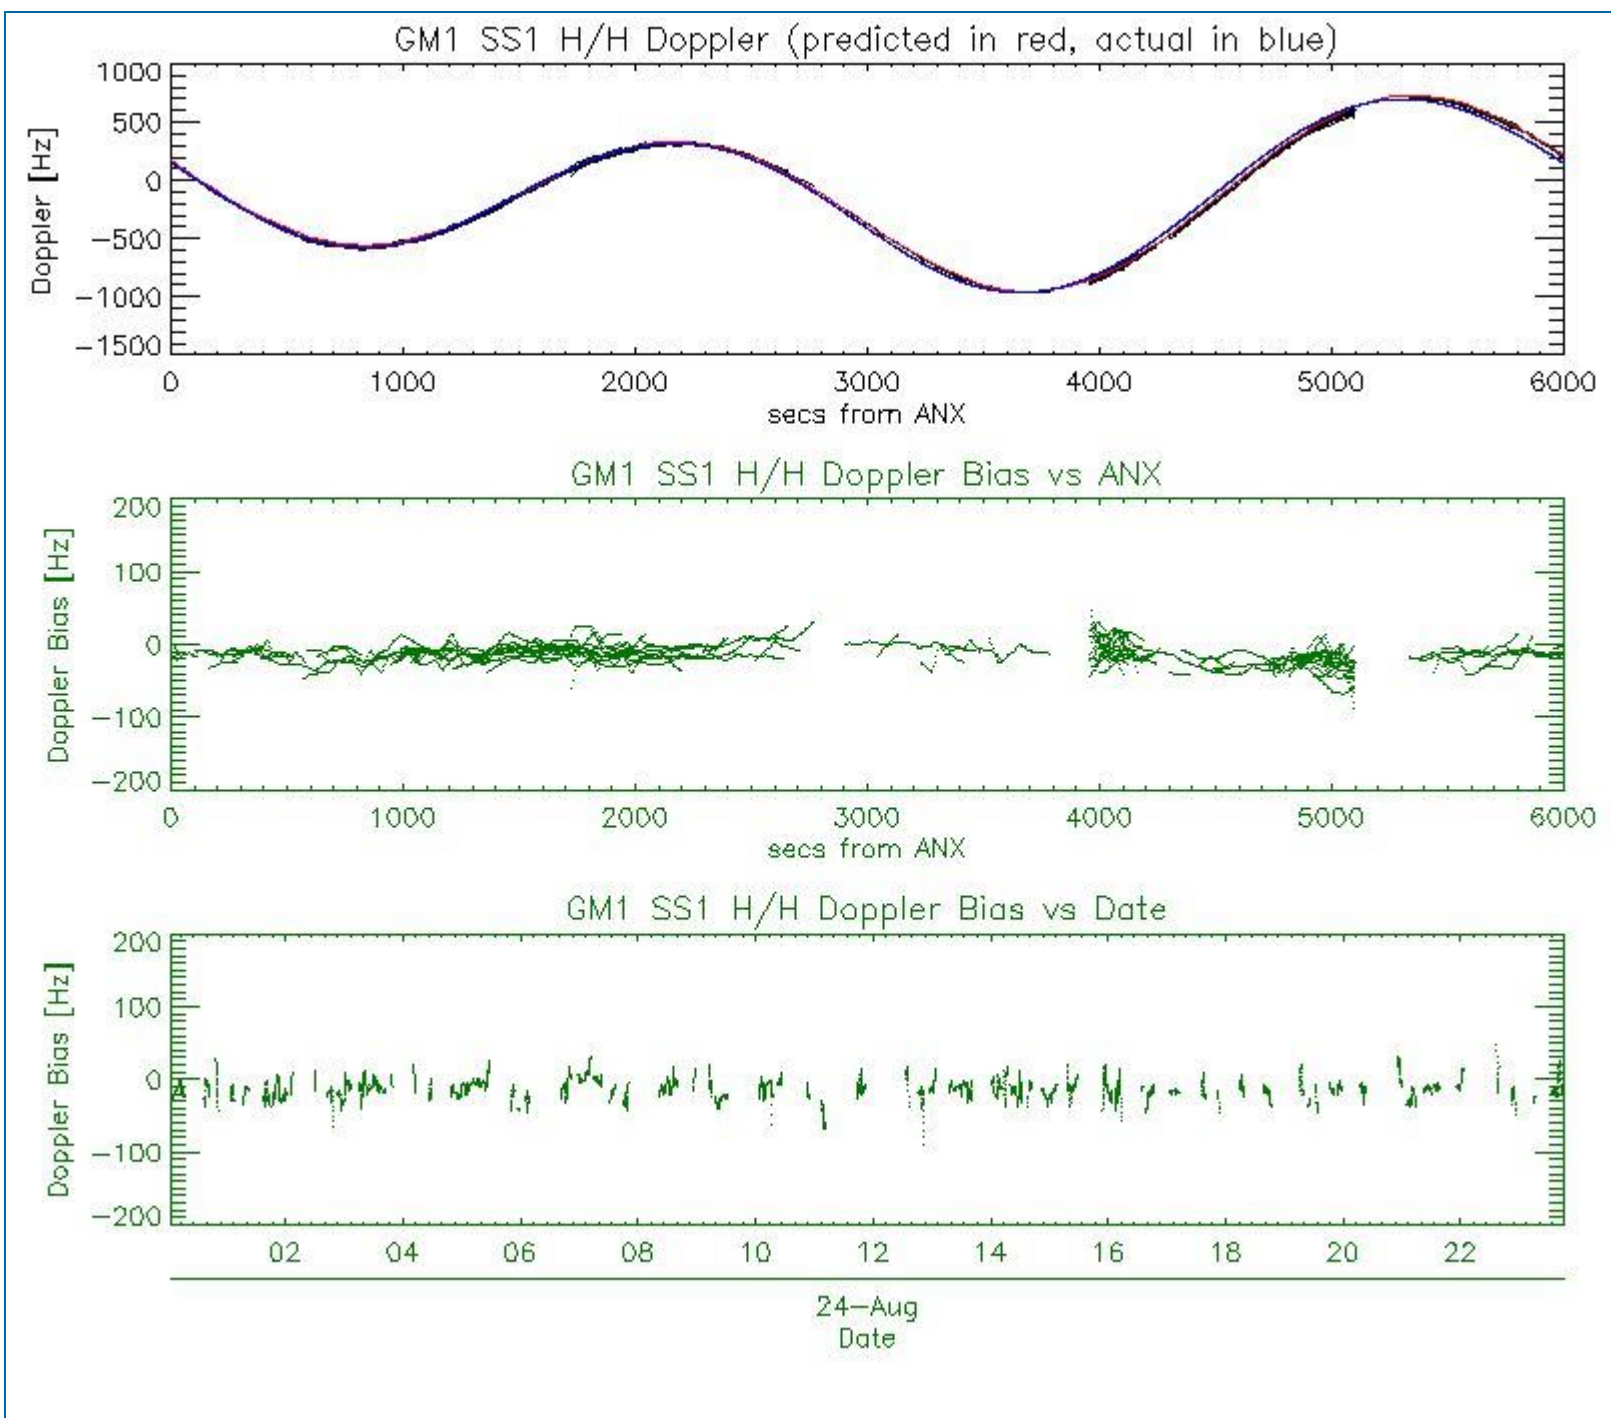 GM1 SS1 H/H Doppler (predicted in red, actual in blue)
1000
500
0
-500
-1000
-1500
Doppler [Hz]
0 1000 2000 3000 4000 5000 6000
secs from ANX
GM1 SS1 H/H Doppler Bias vs ANX
200
100
0
-100
-200
Doppler Bias [Hz]
0 1000 2000 3000 4000 5000 6000
secs from ANX
GM1 SS1 H/H Doppler Bias vs Date
200
100
0
-100
-200
Doppler Bias [Hz]
02 04 06 08 10 12 14 16 18 20 22
24-Aug
Date